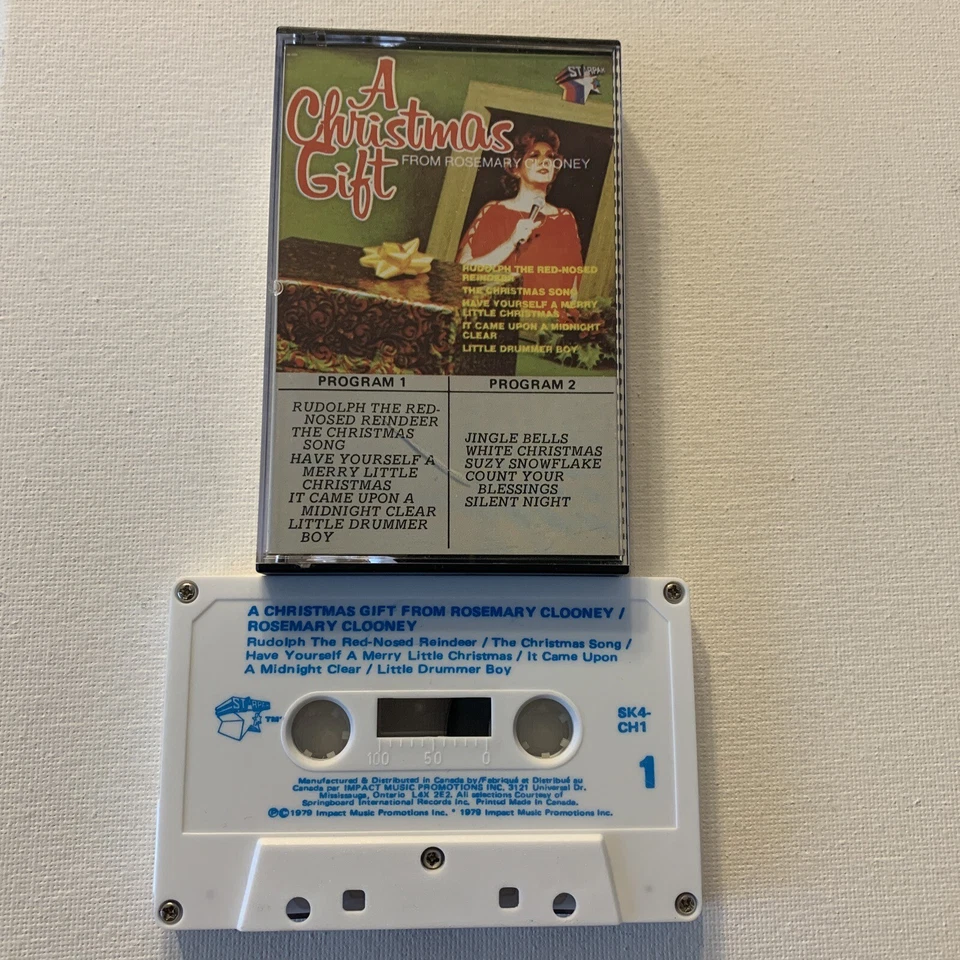 A
Christmas
Gift
FROM ROSEMARY CLOONEY
STARPAK
RUDOLPH THE RED-NOSED
REINDEER
THE CHRISTMAS SONG
HAVE YOURSELF A MERRY
LITTLE CHRISTMAS
IT CAME UPON A MIDNIGHT
CLEAR
LITTLE DRUMMER BOY
PROGRAM 1
RUDOLPH THE RED-
NOSED REINDEER
THE CHRISTMAS
SONG
HAVE YOURSELF A
MERRY LITTLE
CHRISTMAS
IT CAME UPON A
MIDNIGHT CLEAR
LITTLE DRUMMER
BOY
PROGRAM 2
JINGLE BELLS
WHITE CHRISTMAS
SUZY SNOWFLAKE
COUNT YOUR
BLESSINGS
SILENT NIGHT
A CHRISTMAS GIFT FROM ROSEMARY CLOONEY /
ROSEMARY CLOONEY
Rudolph The Red-Nosed Reindeer / The Christmas Song /
Have Yourself A Merry Little Christmas / It Came Upon
A Midnight Clear / Little Drummer Boy
STARPAK TM
SK4-
CH1
100 50 0
1
Manufactured & Distributed in Canada by/Fabriqué et Distribué au
Canada par IMPACT MUSIC PROMOTIONS INC. 3121 Universal Dr.
Mississauga, Ontario L4X 2E2. All selections Courtesy of
Springboard International Records Inc. Printed Made In Canada.
℗©1979 Impact Music Promotions Inc. * 1979 Impact Music Promotions Inc.